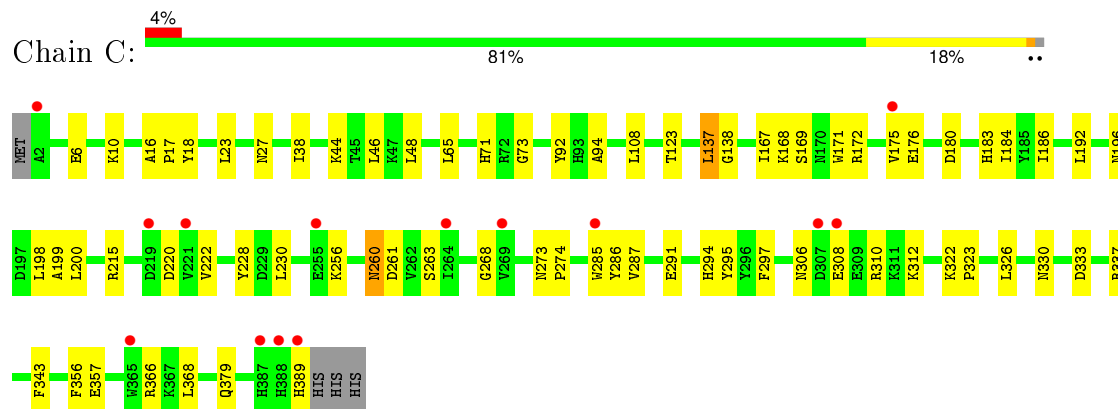 4%
Chain C:
81%
18%
MET A2 E6 K10 A16 P17 Y18 L23 N27 I38 K44 T45 L46 K47 L48 L65 H71 R72 G73 Y92 H93 A94 L108 T123 L137 G138 I167 K168 S169 N170 W171 R172 V175 E176 D180 H183 I184 Y185 I186 L192 N196
D197 L198 A199 L200 R215 D219 D220 V221 V222 Y228 D229 L230 E255 K256 N260 D261 V262 S263 I264 G268 V269 N273 P274 W285 Y286 V287 E291 H294 Y295 Y296 F297 N306 D307 E308 E309 R310 K311 K312 K322 P323 L326 N330 D333
F343 F356 E357 W365 R366 K367 L368 Q379 H387 H388 H389 HIS HIS HIS